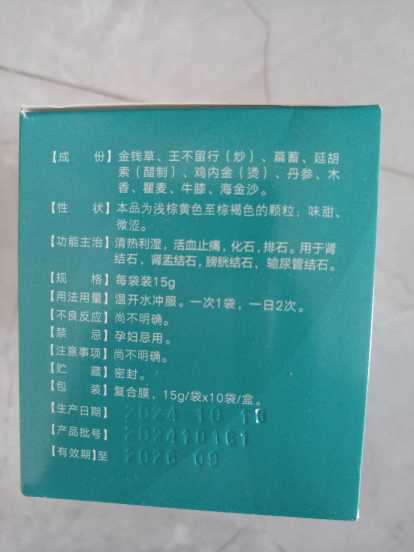 【成　份】金钱草、王不留行（炒）、萹蓄、延胡
索（醋制）、鸡内金（烫）、丹参、木
香、瞿麦、牛膝、海金沙。
【性　状】本品为浅棕黄色至棕褐色的颗粒；味甜、
微涩。
【功能主治】清热利湿，活血止痛，化石，排石。用于肾
结石，肾盂结石，膀胱结石，输尿管结石。
【规　格】每袋装15g
【用法用量】温开水冲服。一次1袋，一日2次。
【不良反应】尚不明确。
【禁　忌】孕妇忌用。
【注意事项】尚不明确。
【贮　藏】密封。
【包　装】复合膜，15g/袋x10袋/盒。
【生产日期】2024 10 10
【产品批号】202410161
【有效期】至 2026-09